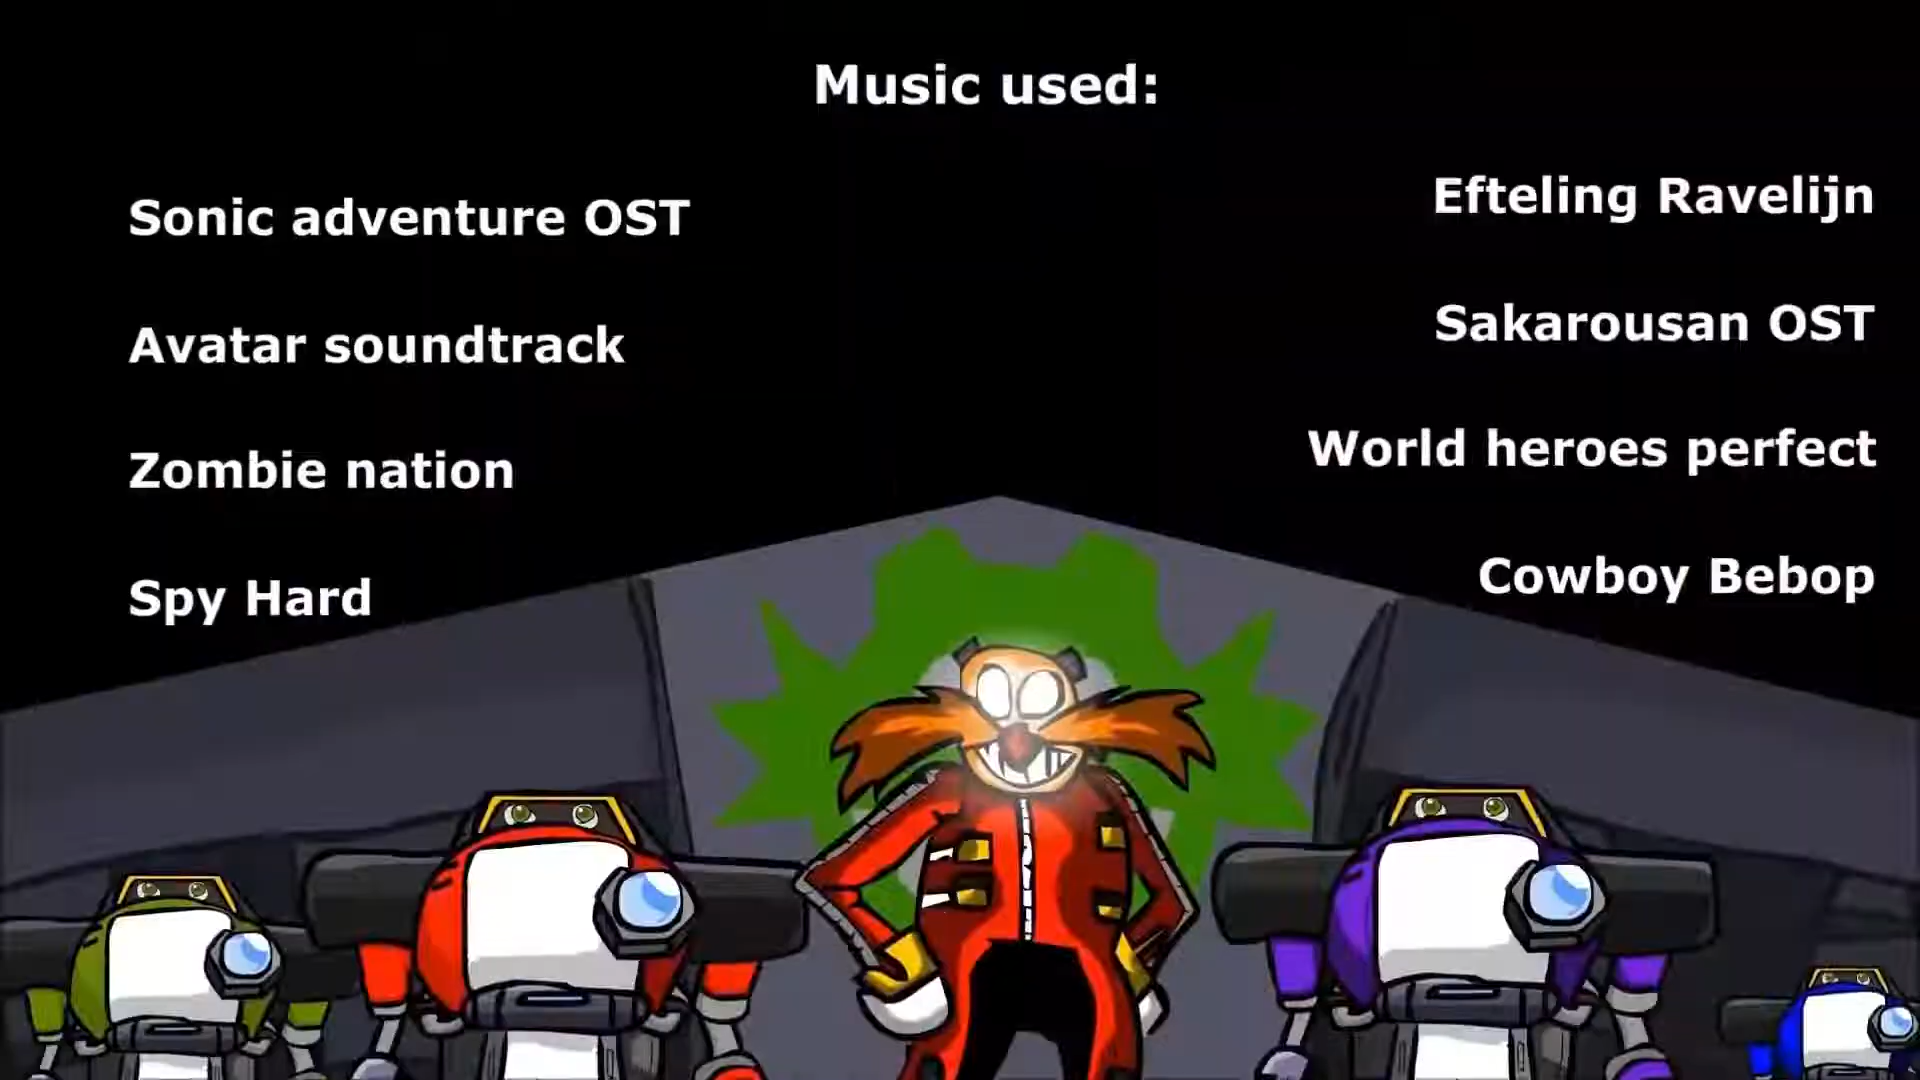 Music used:
Sonic adventure OST
Avatar soundtrack
Zombie nation
Spy Hard
Efteling Ravelijn
Sakarousan OST
World heroes perfect
Cowboy Bebop